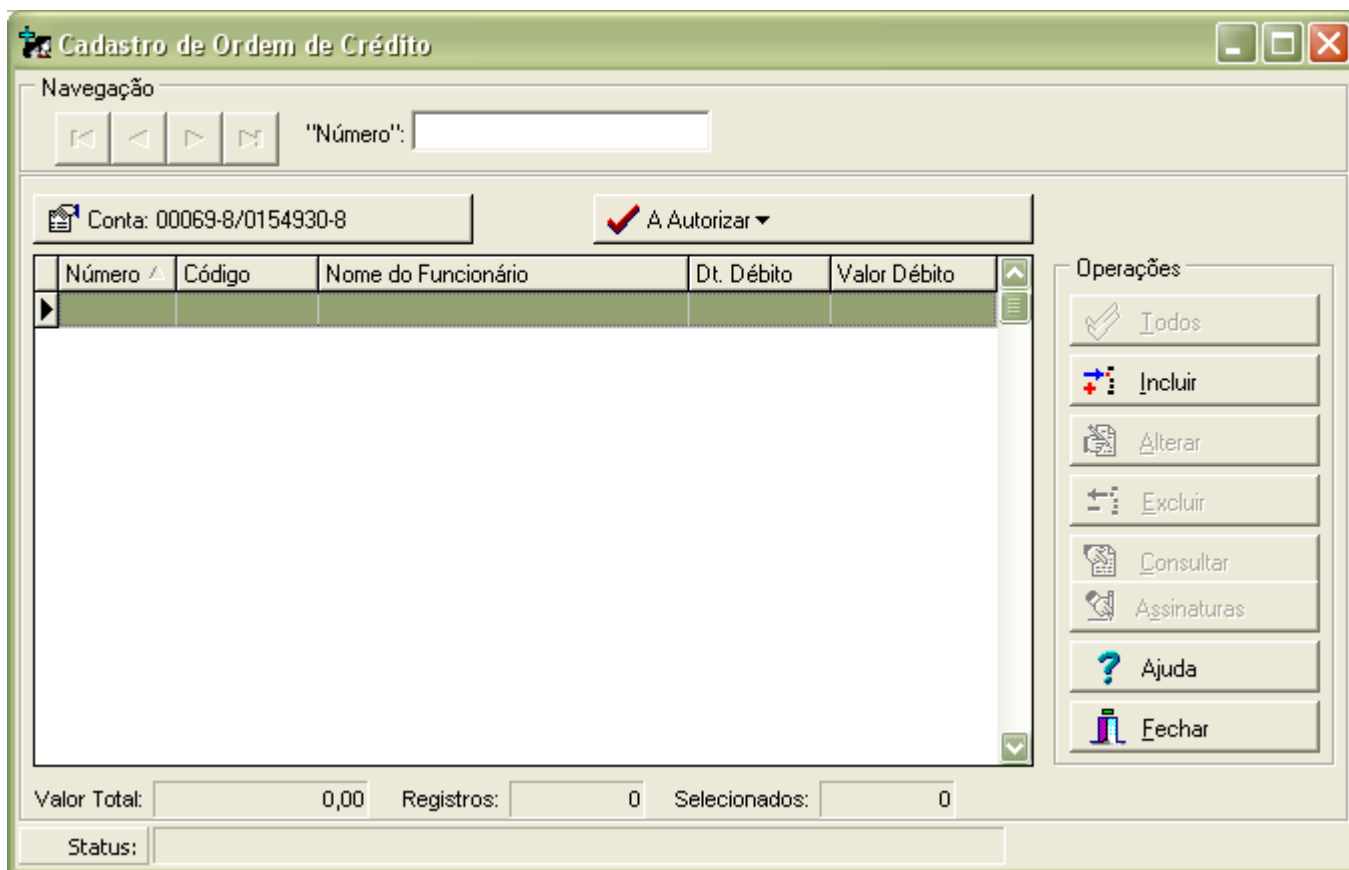 Cadastro de Ordem de Crédito
Navegação
"Número":
Conta: 00069-8/0154930-8
A Autorizar
Número Código Nome do Funcionário Dt. Débito Valor Débito
Operações
Todos
Incluir
Alterar
Excluir
Consultar
Assinaturas
Ajuda
Fechar
Valor Total: 0,00 Registros: 0 Selecionados: 0
Status: